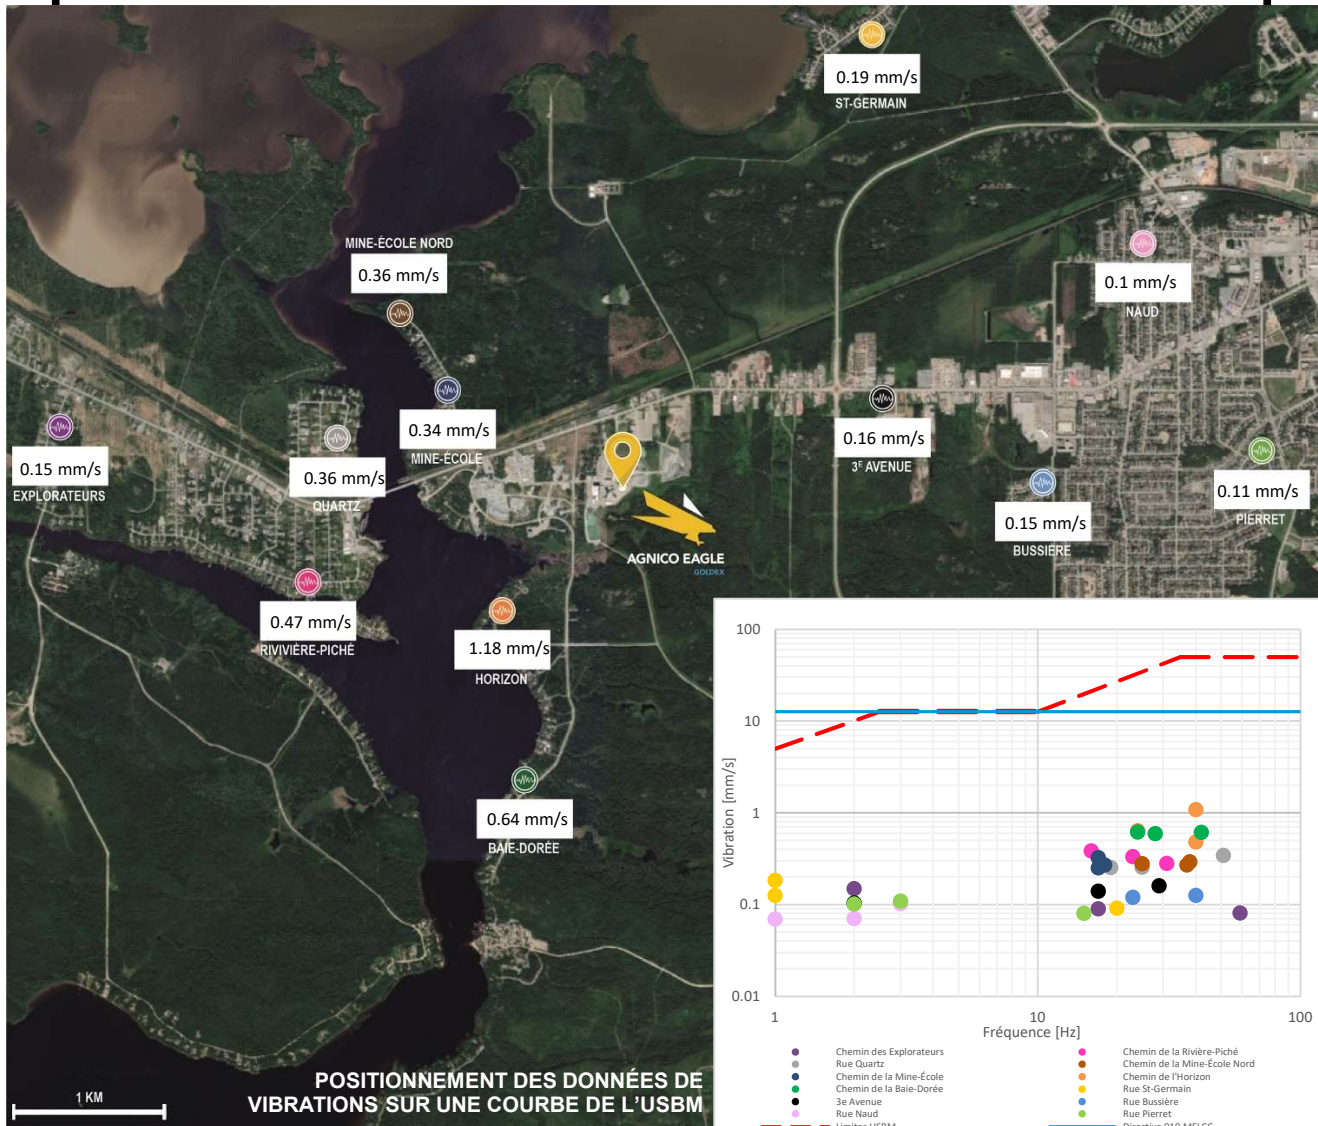 0.19 mm/s
ST-GERMAIN
MINE-ÉCOLE NORD
0.36 mm/s
0.1 mm/s
NAUD
0.34 mm/s
MINE-ÉCOLE
0.15 mm/s
EXPLORATEURS
0.36 mm/s
QUARTZ
0.16 mm/s
3E AVENUE
0.15 mm/s
BUSSIÈRE
0.11 mm/s
PIERRET
AGNICO EAGLE
GOLDEX
0.47 mm/s
RIVIVIÈRE-PICHÉ
1.18 mm/s
HORIZON
0.64 mm/s
BAIE-DORÉE
POSITIONNEMENT DES DONNÉES DE
VIBRATIONS SUR UNE COURBE DE L'USBM
1 KM
Vibration [mm/s]
100
10
1
0.1
0.01
1
10
100
Fréquence [Hz]
Chemin des Explorateurs
Chemin de la Rivière-Piché
Rue Quartz
Chemin de la Mine-École Nord
Chemin de la Mine-École
Chemin de l'Horizon
Chemin de la Baie-Dorée
Rue St-Germain
3e Avenue
Rue Bussière
Rue Naud
Rue Pierret
Limites USBM
Directive 019 MELCC